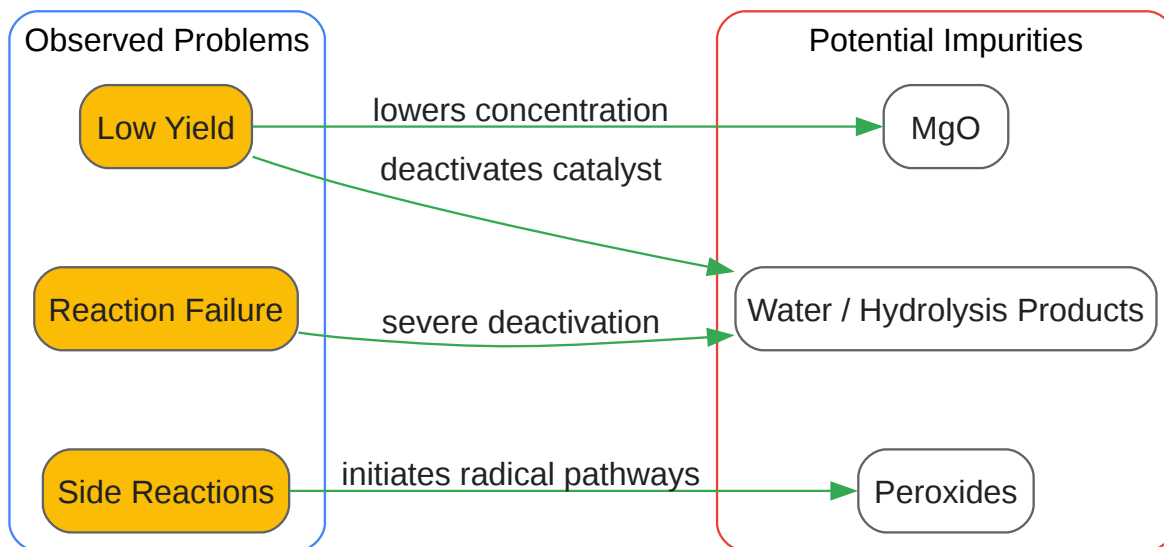 Observed Problems
Potential Impurities
Low Yield
lowers concentration
MgO
deactivates catalyst
Reaction Failure
severe deactivation
Water / Hydrolysis Products
Side Reactions
initiates radical pathways
Peroxides